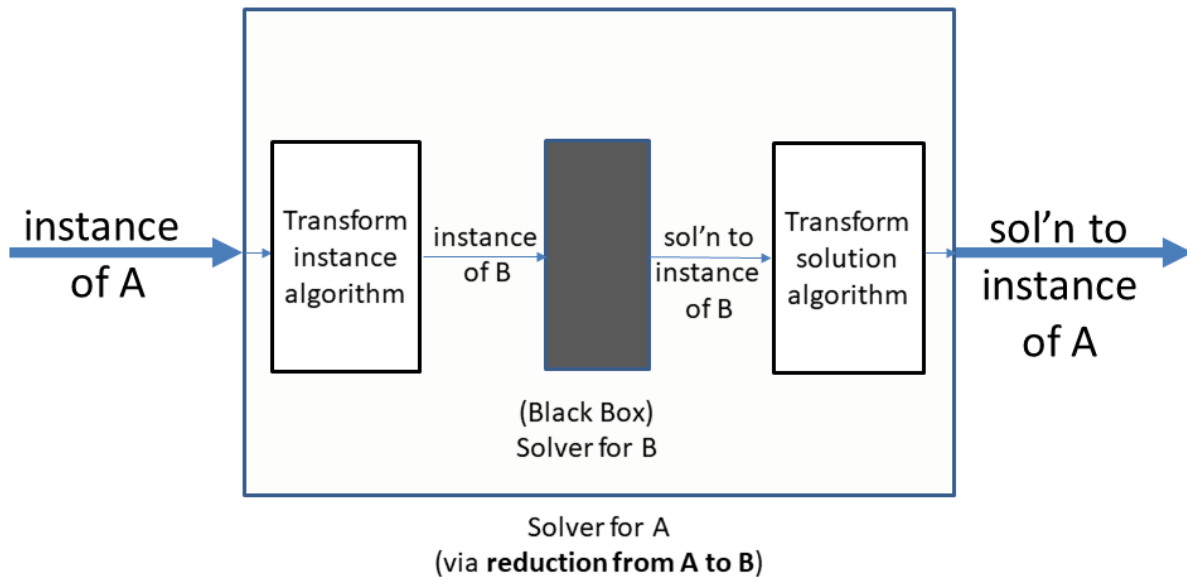 instance
of A
Transform
instance
algorithm
instance
of B
(Black Box)
Solver for B
sol’n to
instance
of B
Transform
solution
algorithm
sol’n to
instance
of A
Solver for A
(via reduction from A to B)